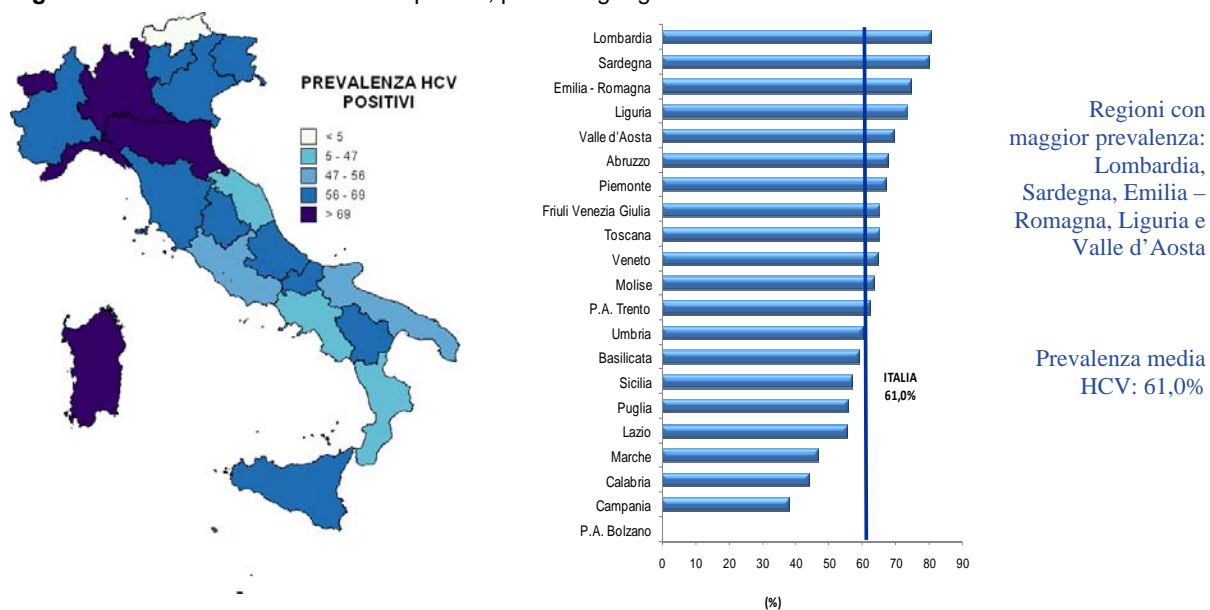 PREVALENZA HCV
POSITIVI
< 5
5 - 47
47 - 56
56 - 69
> 69
Lombardia
Sardegna
Emilia - Romagna
Liguria
Valle d'Aosta
Abruzzo
Piemonte
Friuli Venezia Giulia
Toscana
Veneto
Molise
P.A. Trento
Umbria
Basilicata
Sicilia
Puglia
Lazio
Marche
Calabria
Campania
P.A. Bolzano
ITALIA
61,0%
0 10 20 30 40 50 60 70 80 90
(%)
Regioni con
maggior prevalenza:
Lombardia,
Sardegna, Emilia –
Romagna, Liguria e
Valle d’Aosta
Prevalenza media
HCV: 61,0%